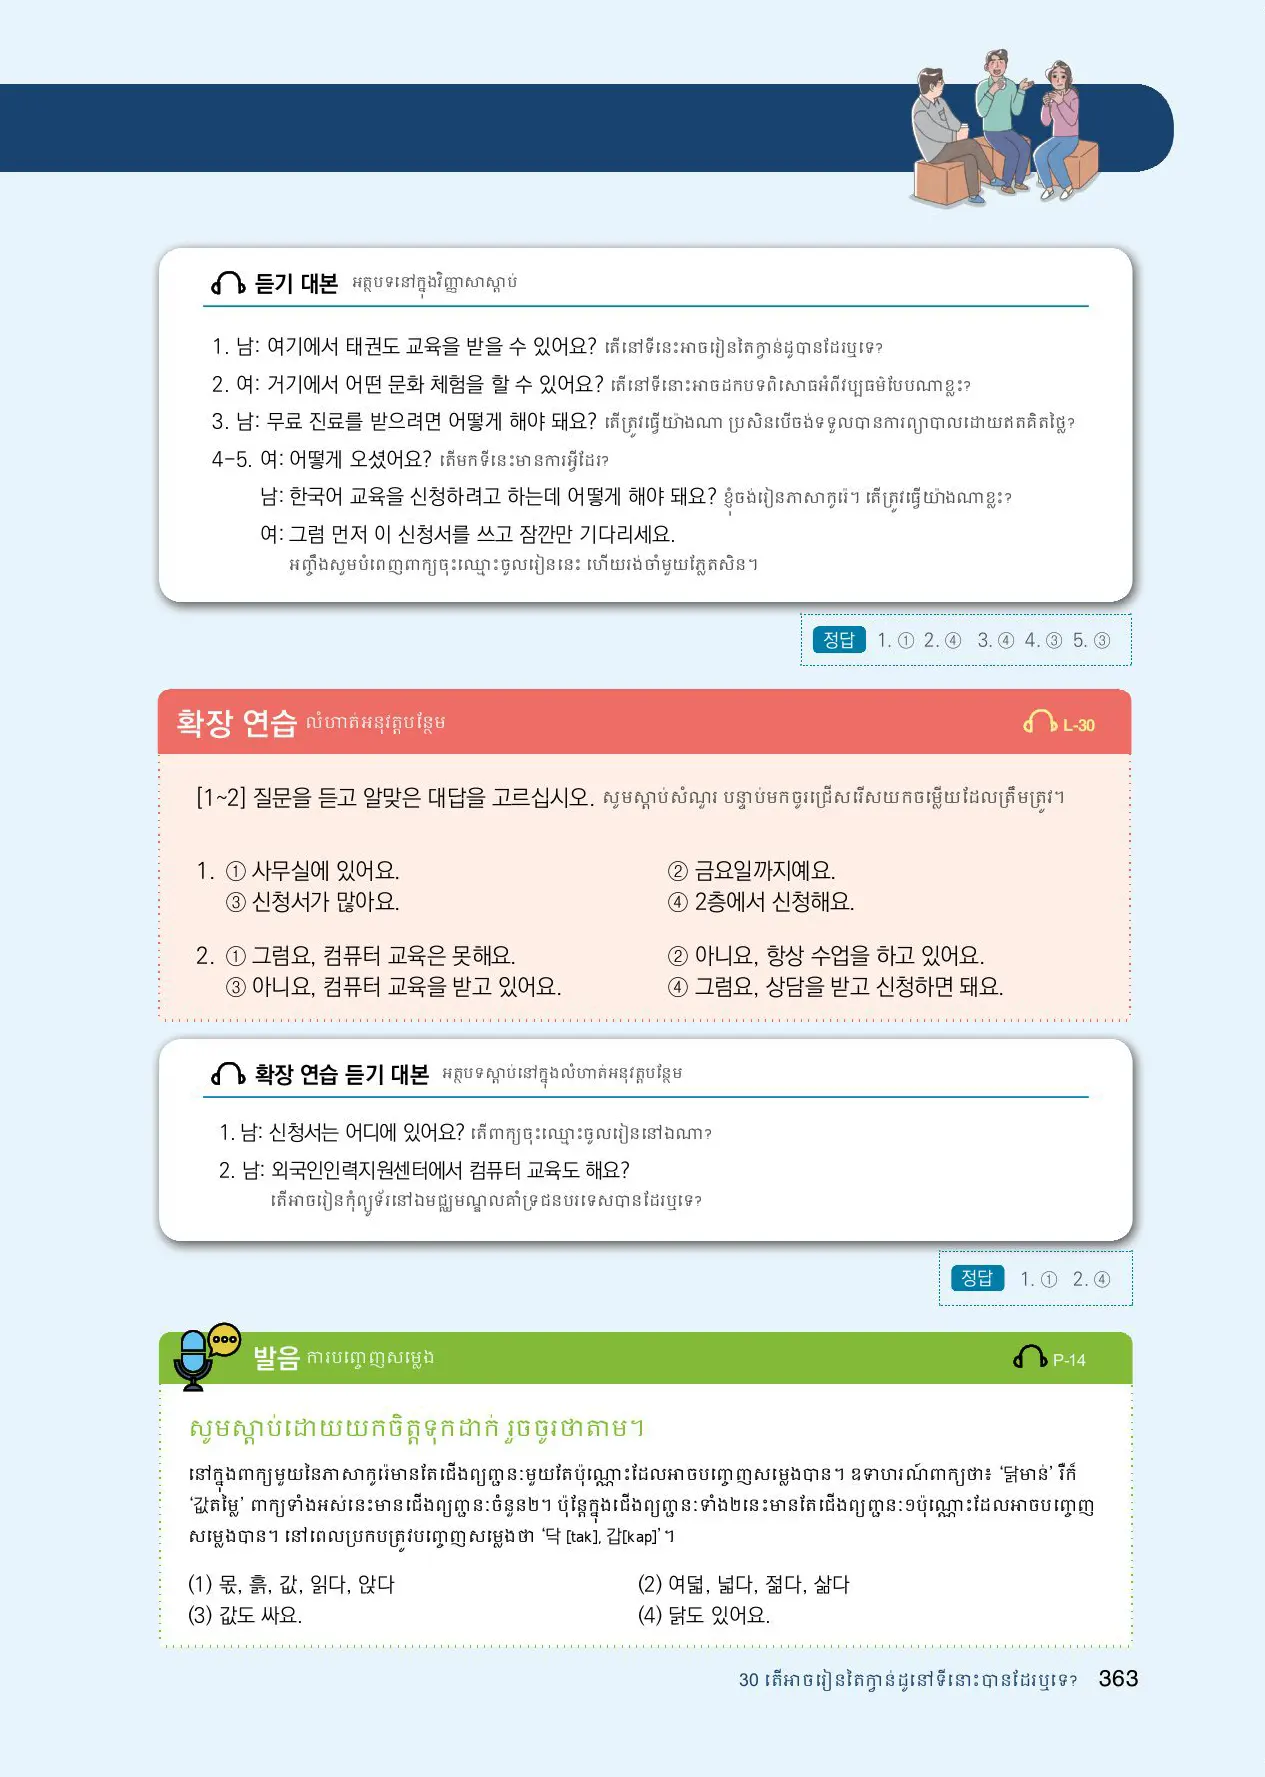 듣기 대본 អត្ថបទនៅក្នុងវិញ្ញាសាស្តាប់
1. 남: 여기에서 태권도 교육을 받을 수 있어요? តើនៅទីនេះអាចរៀនតៃក្វាន់ដូបានដែរឬទេ?
2. 여: 거기에서 어떤 문화 체험을 할 수 있어요? តើនៅទីនោះអាចដកបទពិសោធអំពីវប្បធម៌បែបណាខ្លះ?
3. 남: 무료 진료를 받으려면 어떻게 해야 돼요? តើត្រូវធ្វើយ៉ាងណា ប្រសិនបើចង់ទទួលបានការព្យាបាលដោយឥតគិតថ្លៃ?
4-5. 여: 어떻게 오셨어요? តើមកទីនេះមានការអ្វីដែរ?
남: 한국어 교육을 신청하려고 하는데 어떻게 해야 돼요? ខ្ញុំចង់រៀនភាសាកូរ៉េ។ តើត្រូវធ្វើយ៉ាងណាខ្លះ?
여: 그럼 먼저 이 신청서를 쓰고 잠깐만 기다리세요.
អញ្ចឹងសូមបំពេញពាក្យចុះឈ្មោះចូលរៀននេះ ហើយរង់ចាំមួយភ្លែតសិន។
정답 1. ① 2. ④ 3. ④ 4. ③ 5. ③
확장 연습 លំហាត់អនុវត្តបន្ថែម L-30
[1~2] 질문을 듣고 알맞은 대답을 고르십시오. សូមស្តាប់សំណួរ បន្ទាប់មកចូរជ្រើសរើសយកចម្លើយដែលត្រឹមត្រូវ។
1. ① 사무실에 있어요. ② 금요일까지예요.
③ 신청서가 많아요. ④ 2층에서 신청해요.
2. ① 그럼요, 컴퓨터 교육은 못해요. ② 아니요, 항상 수업을 하고 있어요.
③ 아니요, 컴퓨터 교육을 받고 있어요. ④ 그럼요, 상담을 받고 신청하면 돼요.
확장 연습 듣기 대본 អត្ថបទស្តាប់នៅក្នុងលំហាត់អនុវត្តបន្ថែម
1. 남: 신청서는 어디에 있어요? តើពាក្យចុះឈ្មោះចូលរៀននៅឯណា?
2. 남: 외국인인력지원센터에서 컴퓨터 교육도 해요?
តើអាចរៀនកុំព្យូទ័រនៅឯមជ្ឈមណ្ឌលគាំទ្រជនបរទេសបានដែរឬទេ?
정답 1. ① 2. ④
발음 ការបញ្ចេញសម្លេង P-14
សូមស្តាប់ដោយយកចិត្តទុកដាក់ រួចចូរថាតាម។
នៅក្នុងពាក្យមួយនៃភាសាកូរ៉េមានតែជើងព្យញ្ជនៈមួយតែប៉ុណ្ណោះដែលអាចបញ្ចេញសម្លេងបាន។ ឧទាហរណ៍ពាក្យថា៖ ‘닭មាន់’ រឺក៏
‘값តម្លៃ’ ពាក្យទាំងអស់នេះមានជើងព្យញ្ជនៈចំនួន២។ ប៉ុន្តែក្នុងជើងព្យញ្ជនៈទាំង២នេះមានតែជើងព្យញ្ជនៈ១ប៉ុណ្ណោះដែលអាចបញ្ចេញ
សម្លេងបាន។ នៅពេលប្រកបត្រូវបញ្ចេញសម្លេងថា ‘닥 [tak], 갑[kap]’។
(1) 몫, 흙, 값, 읽다, 앉다 (2) 여덟, 넓다, 젊다, 삶다
(3) 값도 싸요. (4) 닭도 있어요.
30 តើអាចរៀនតៃក្វាន់ដូនៅទីនោះបានដែរឬទេ? 363